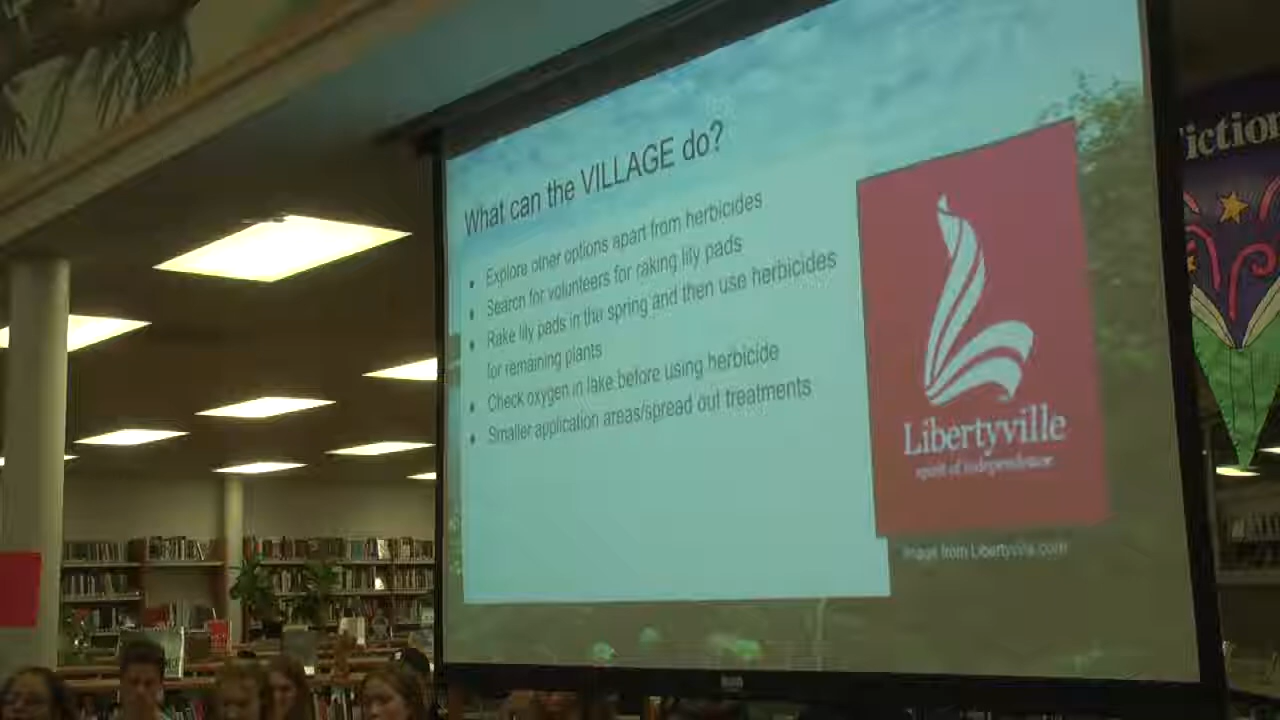 What can the VILLAGE do?
• Explore other options apart from herbicides
• Search for volunteers for raking lily pads
• Rake lily pads in the spring and then use herbicides
for remaining plants
• Check oxygen in lake before using herbicide
• Smaller application areas/spread out treatments
Libertyville
spirit of independence
Image from Libertyville.com
iction